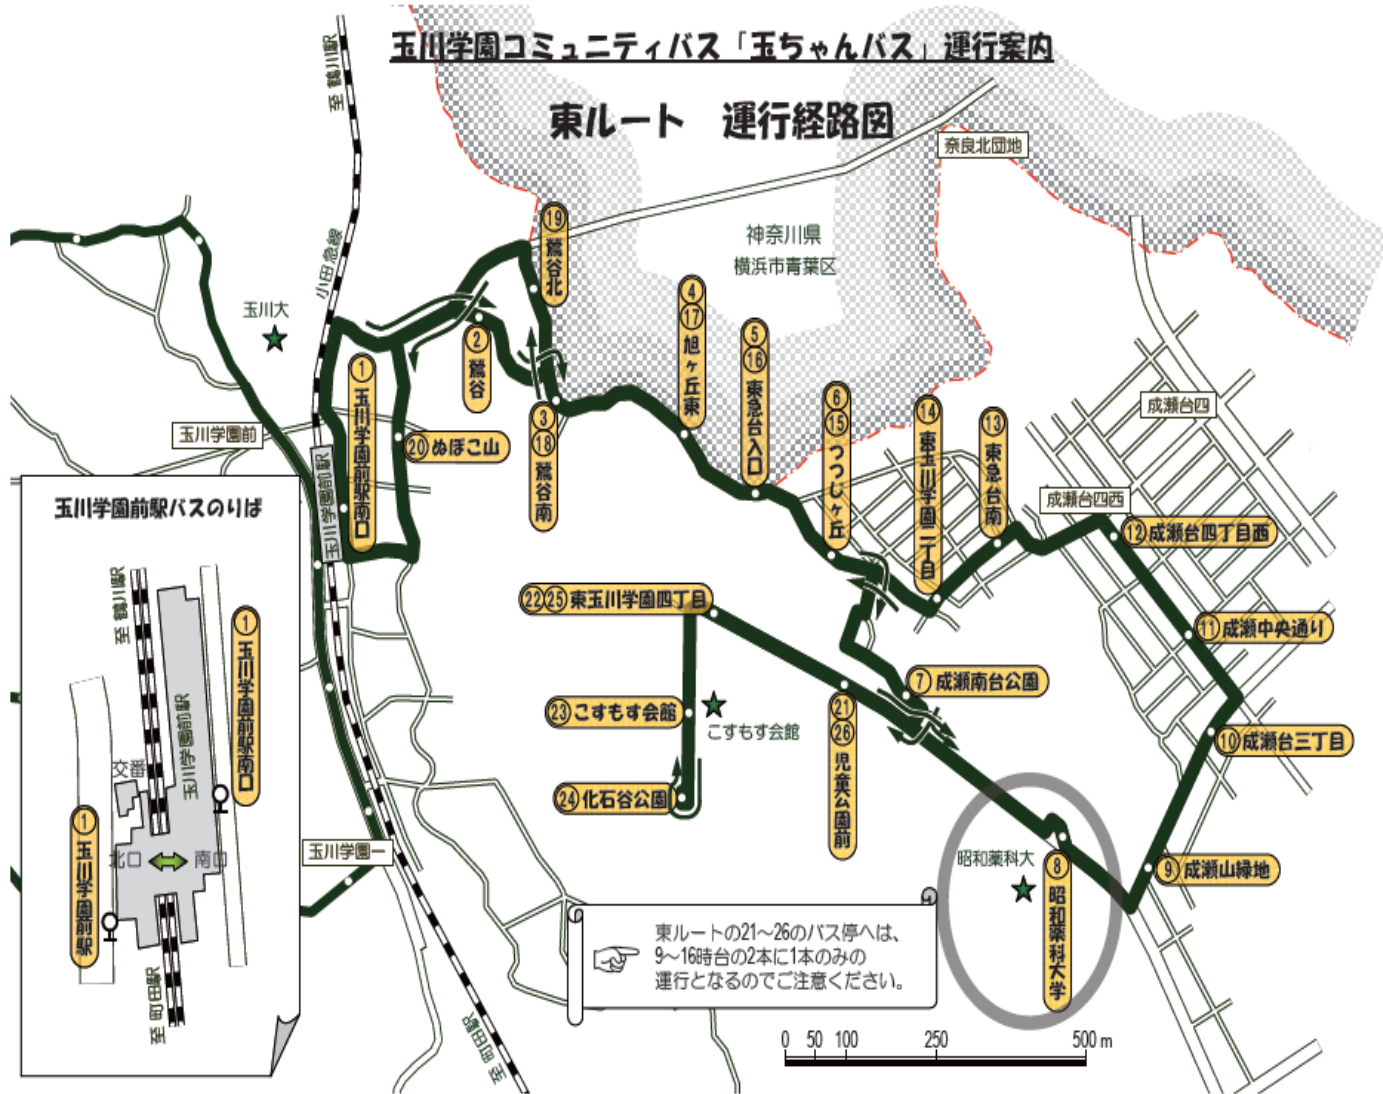 玉川学園コミュニティバス「玉ちゃんバス」運行案内
東ルート　運行経路図
至 鶴川駅
奈良北団地
神奈川県
横浜市青葉区
小田急線
玉川大
⑲ 鶯谷北
④ ⑰ 旭ヶ丘東
⑤ ⑯ 東急台入口
② 鶯谷
① 玉川学園前駅南口
⑥ ⑮ つつじヶ丘
⑭ 東玉川学園二丁目
⑬ 東急台南
成瀬台四
玉川学園前
⑳ ぬぼこ山
③ ⑱ 鶯谷南
玉川学園前駅
成瀬台四西
⑫ 成瀬台四丁目西
㉒ ㉕ 東玉川学園四丁目
⑪ 成瀬中央通り
⑦ 成瀬南台公園
㉓ こすもす会館
こすもす会館
㉑ ㉖ 児童公園前
⑩ 成瀬台三丁目
㉔ 化石谷公園
玉川学園一
昭和薬科大
⑧ 昭和薬科大学
⑨ 成瀬山緑地
至 町田駅
玉川学園前駅バスのりば
至 鶴川駅
① 玉川学園前駅南口
玉川学園前駅
交番
① 玉川学園前駅
北口
南口
至 町田駅
東ルートの21～26のバス停へは、
9～16時台の2本に1本のみの
運行となるのでご注意ください。
0 50 100 250 500 m